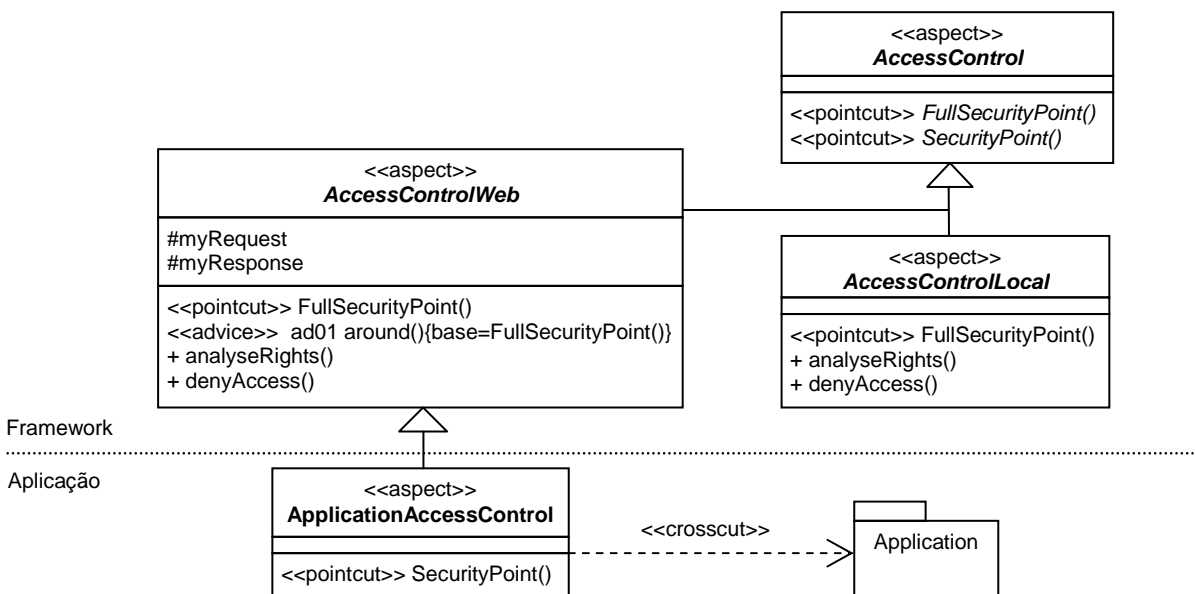 <<aspect>>
AccessControl
<<pointcut>> FullSecurityPoint()
<<pointcut>> SecurityPoint()
<<aspect>>
AccessControlWeb
#myRequest
#myResponse
<<pointcut>> FullSecurityPoint()
<<advice>> ad01 around(){base=FullSecurityPoint()}
+ analyseRights()
+ denyAccess()
<<aspect>>
AccessControlLocal
<<pointcut>> FullSecurityPoint()
+ analyseRights()
+ denyAccess()
Framework
Aplicação
<<aspect>>
ApplicationAccessControl
<<pointcut>> SecurityPoint()
<<crosscut>>
Application